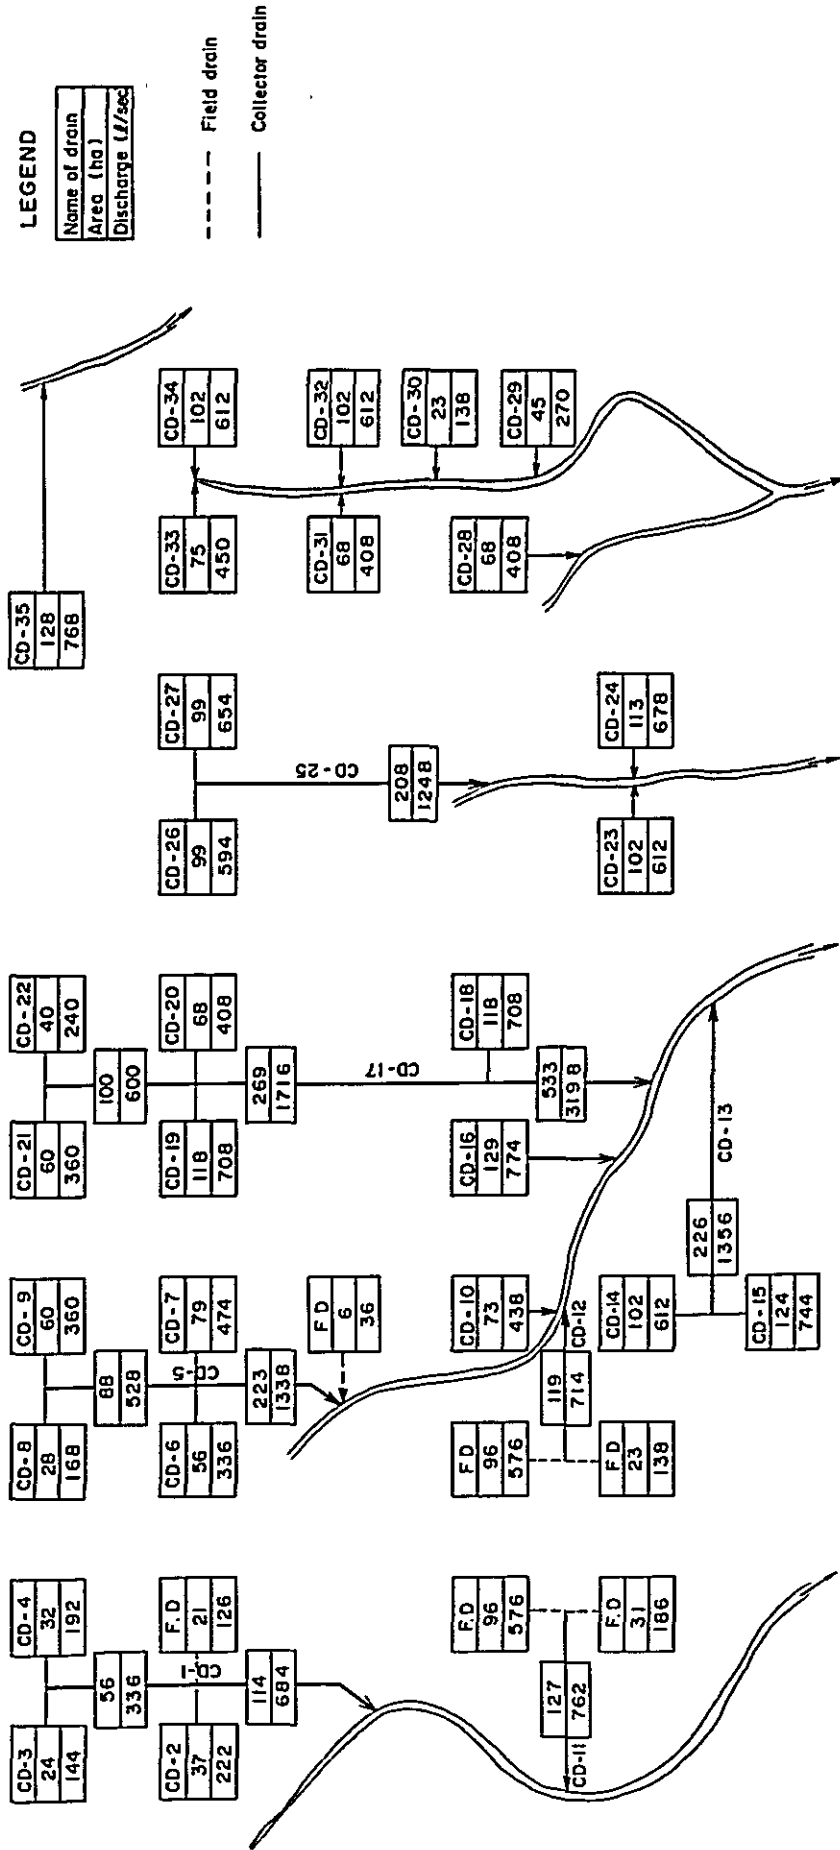 LEGEND
Name of drain
Area (ha)
Discharge (ℓ/sec)
Field drain
Collector drain
CD-3
24
144
CD-4
32
192
56
336
CD-2
37
222
F.D
21
126
CD-1
114
684
F.D
96
576
F.D
31
186
127
762
CD-11
CD-8
28
168
CD-9
60
360
88
528
CD-6
56
336
CD-7
79
474
CD-5
223
1338
F D
6
36
F D
96
576
F D
23
138
119
714
CD-12
CD-10
73
438
CD-14
102
612
CD-15
124
744
226
1356
CD-13
CD-21
60
360
CD-22
40
240
100
600
CD-19
118
708
CD-20
68
408
269
1716
CD-17
CD-16
129
774
CD-18
118
708
533
3198
CD-26
99
594
CD-27
99
654
CD-25
208
1248
CD-23
102
612
CD-24
113
678
CD-35
128
768
CD-33
75
450
CD-34
102
612
CD-31
68
408
CD-32
102
612
CD-30
23
138
CD-28
68
408
CD-29
45
270